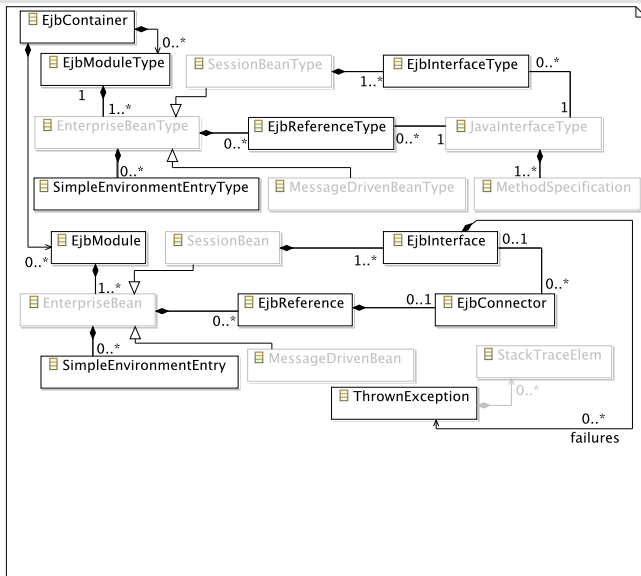 EjbContainer
0..*
EjbModuleType
SessionBeanType
EjbInterfaceType
0..*
1..*
1
1..*
1
EnterpriseBeanType
EjbReferenceType
JavaInterfaceType
0..*
0..*
1
0..*
1..*
SimpleEnvironmentEntryType
MessageDrivenBeanType
MethodSpecification
EjbModule
SessionBean
EjbInterface
0..1
0..*
1..*
1..*
0..*
EnterpriseBean
EjbReference
0..1
EjbConnector
0..*
0..*
SimpleEnvironmentEntry
MessageDrivenBean
StackTraceElem
0..*
ThrownException
0..*
failures